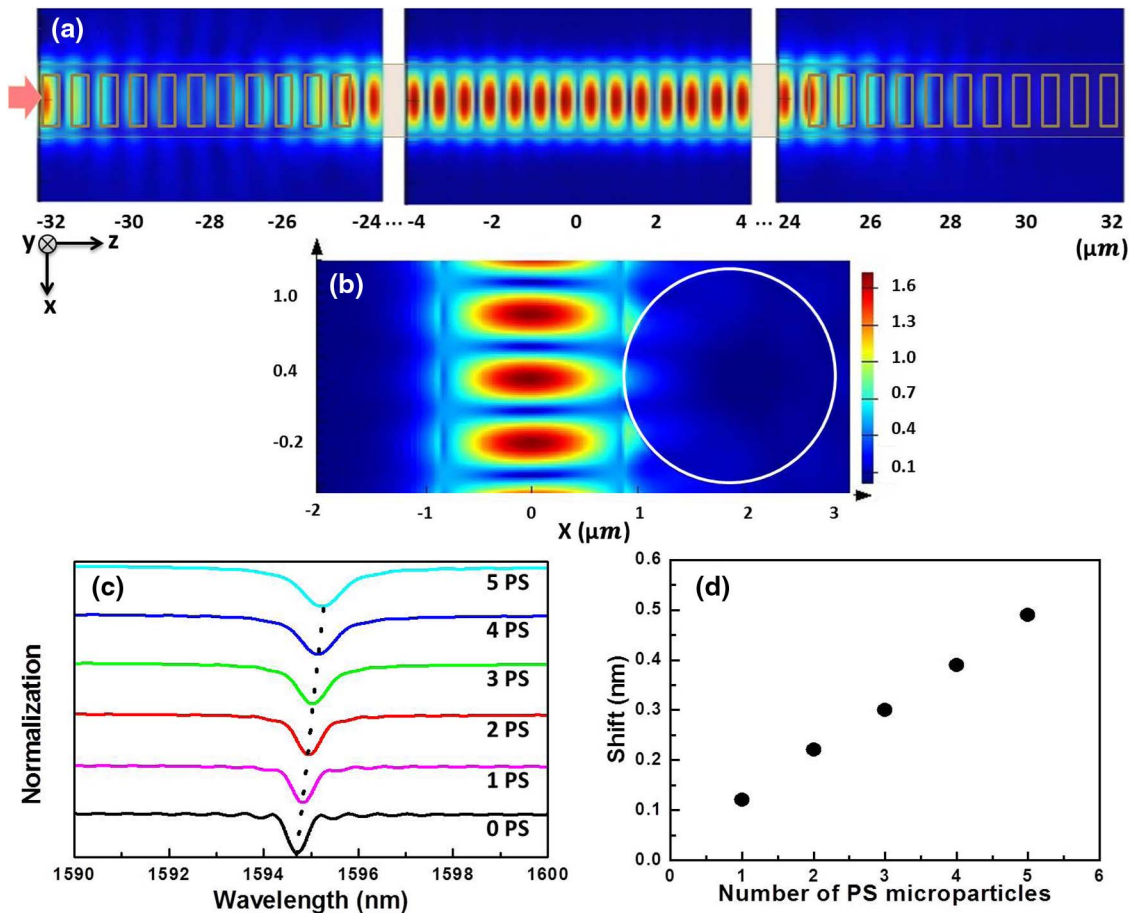 (a)
-32 -30 -28 -26 -24 ... -4 -2 0 2 4 ... 24 26 28 30 32
(μm)
y z
x
(b)
1.0
0.4
-0.2
-2 -1 0 1 2 3
X (μm)
1.6
1.3
1.0
0.7
0.4
0.1
(c)
5 PS
4 PS
3 PS
2 PS
1 PS
0 PS
Normalization
1590 1592 1594 1596 1598 1600
Wavelength (nm)
(d)
0.6
0.5
0.4
0.3
0.2
0.1
0.0
Shift (nm)
0 1 2 3 4 5 6
Number of PS microparticles